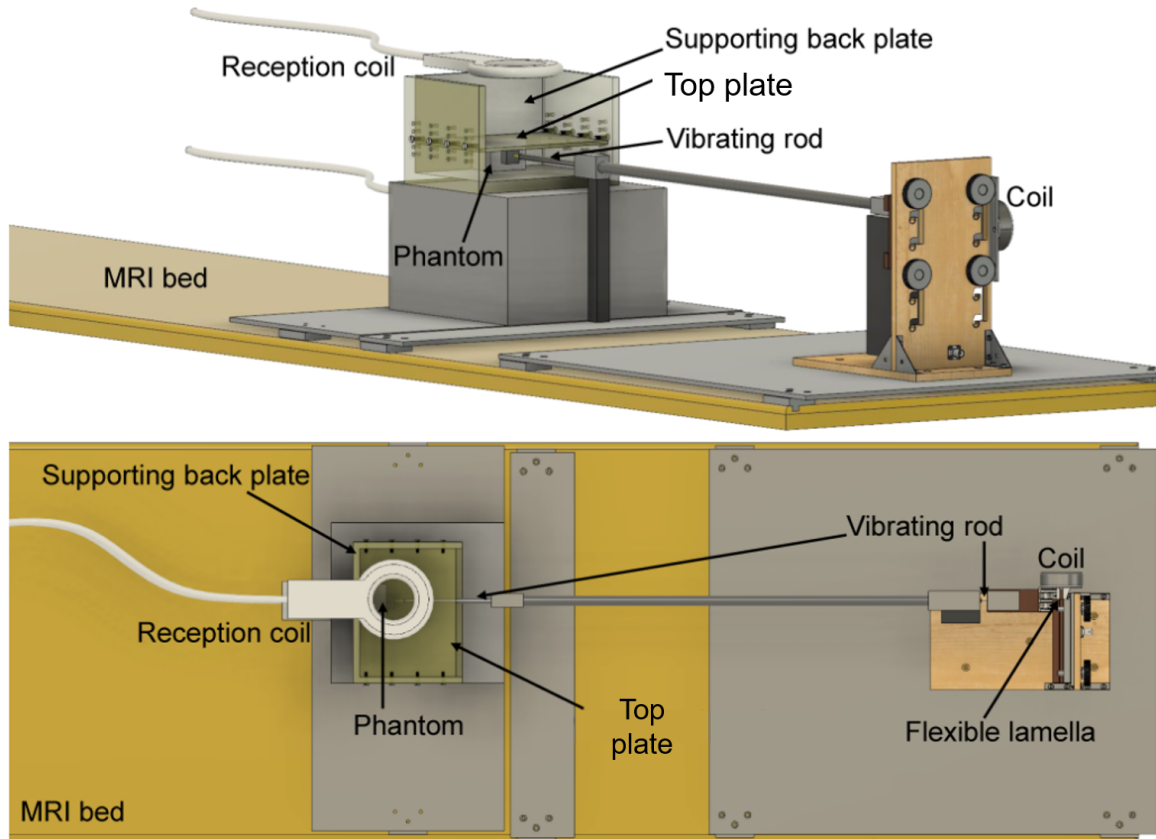 Supporting back plate
Reception coil
Top plate
Vibrating rod
Coil
Phantom
MRI bed
Supporting back plate
Vibrating rod
Coil
Reception coil
Phantom
Top
plate
Flexible lamella
MRI bed